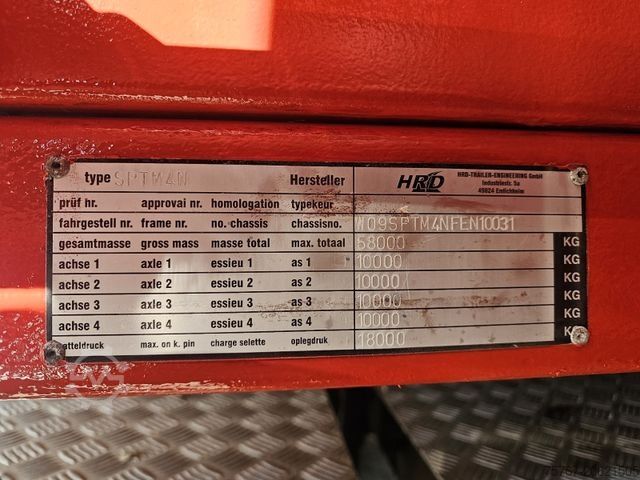 type SPTM4N Hersteller HRD HRD-TRAILER-ENGINEERING GmbH
Industriestr. 5a
49824 Emlichheim
prüf nr. approvai nr. homologation typekeur.
fahrgestell nr. frame nr. no. chassis chassisno. W09SPTM4NFEN10031
gesamtmasse gross mass masse total max. totaal 58000 KG
achse 1 axle 1 essieu 1 as 1 10000 KG
achse 2 axle 2 essieu 2 as 2 10000 KG
achse 3 axle 3 essieu 3 as 3 10000 KG
achse 4 axle 4 essieu 4 as 4 10000 KG
atteldruck max. on k. pin charge selette oplegdruk 18000 KG